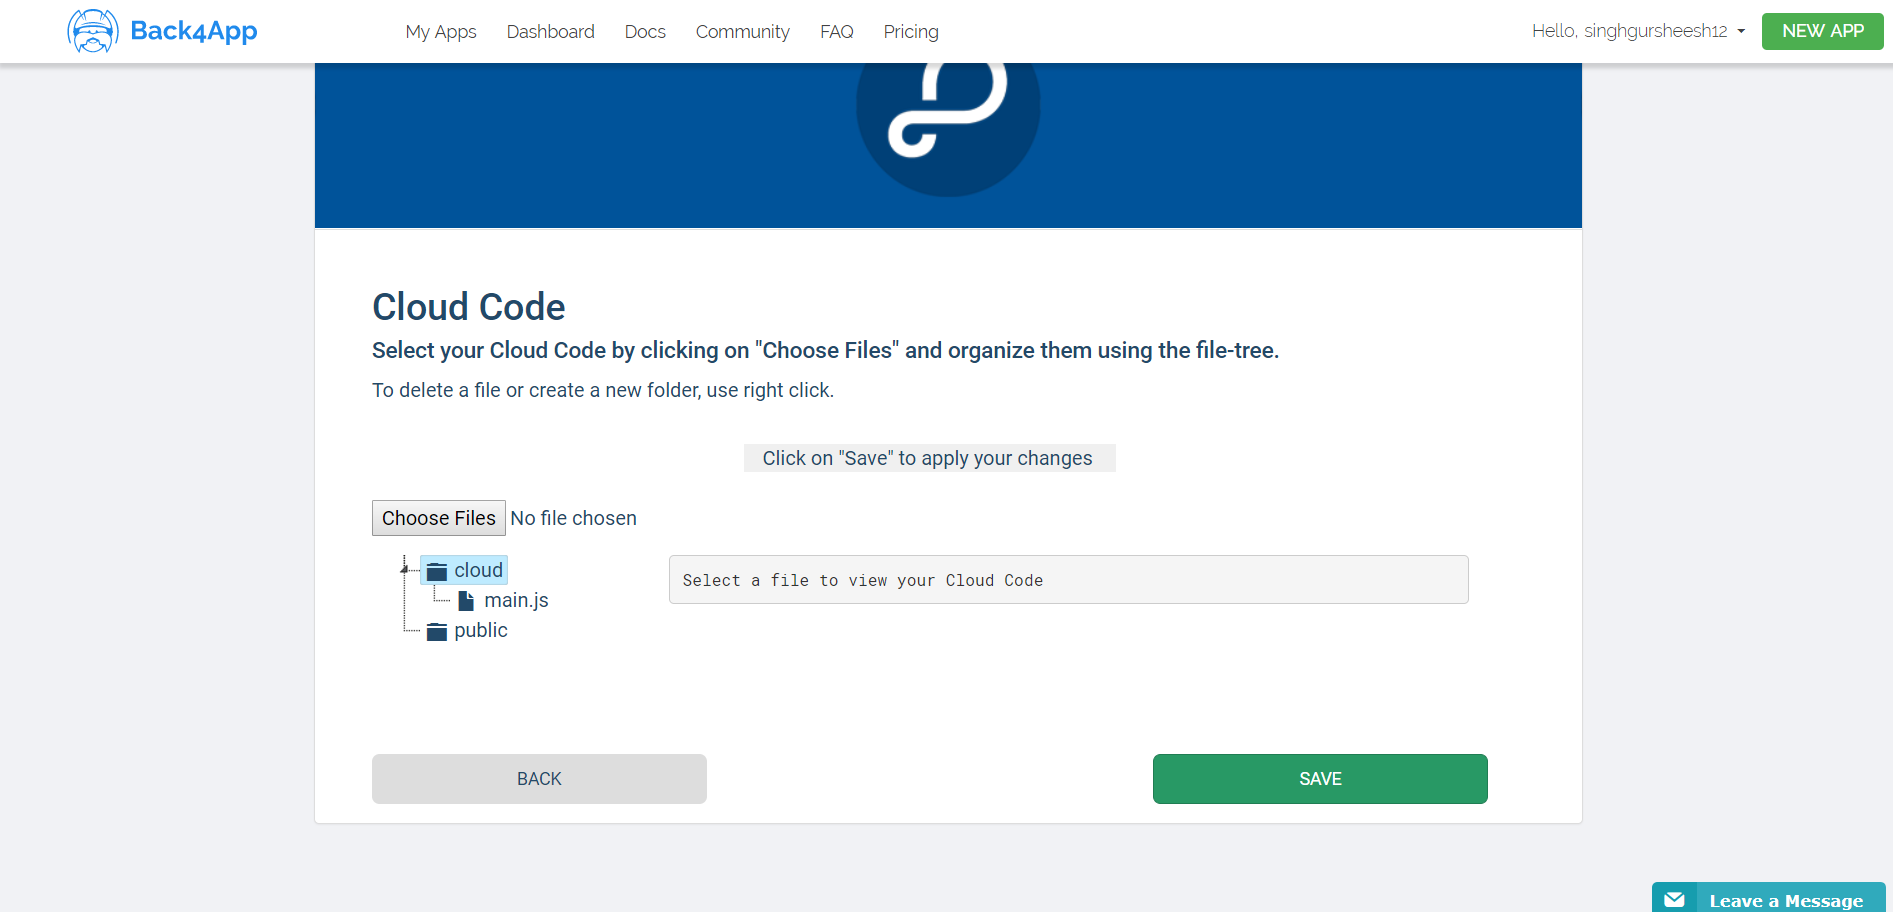 Back4App
My Apps Dashboard Docs Community FAQ Pricing
Hello, singhgursheesh12
NEW APP
Cloud Code
Select your Cloud Code by clicking on "Choose Files" and organize them using the file-tree.
To delete a file or create a new folder, use right click.
Click on "Save" to apply your changes
Choose Files No file chosen
cloud
Select a file to view your Cloud Code
main.js
public
BACK
SAVE
Leave a Message